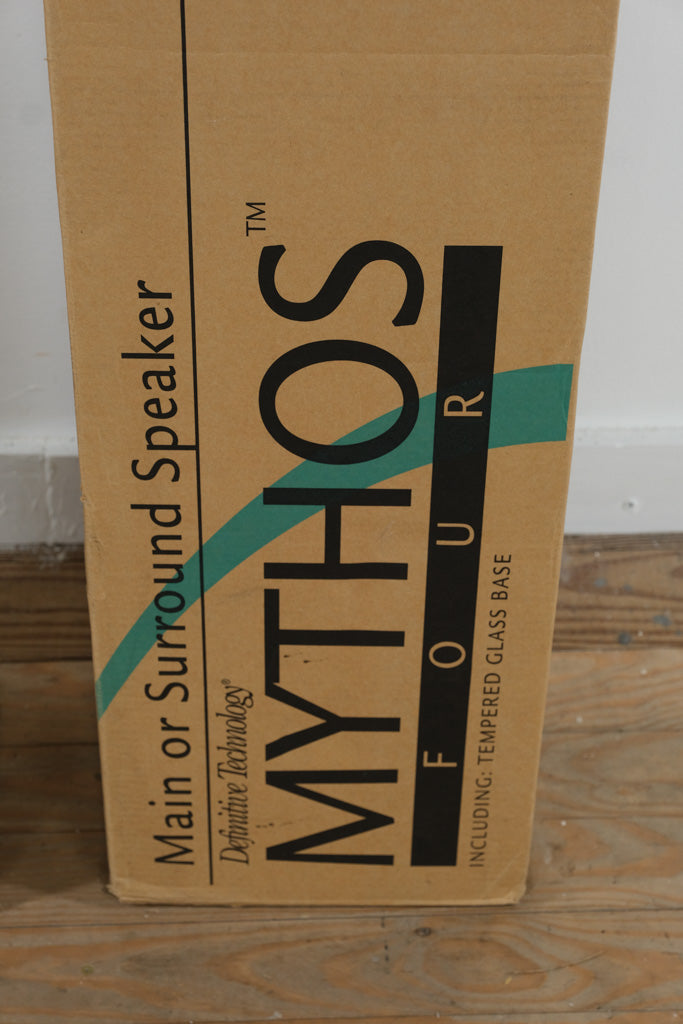 Main or Surround Speaker
Definitive Technology®
MYTHOS™
FOUR
INCLUDING: TEMPERED GLASS BASE